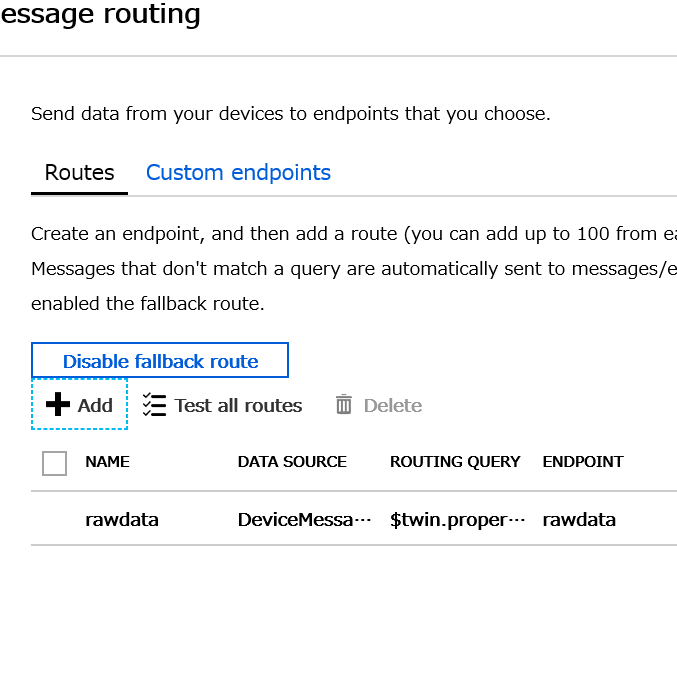 essage routing
Send data from your devices to endpoints that you choose.
Routes Custom endpoints
Create an endpoint, and then add a route (you can add up to 100 from ea
Messages that don't match a query are automatically sent to messages/e
enabled the fallback route.
Disable fallback route
Add Test all routes Delete
NAME DATA SOURCE ROUTING QUERY ENDPOINT
rawdata DeviceMessa··· $twin.proper··· rawdata